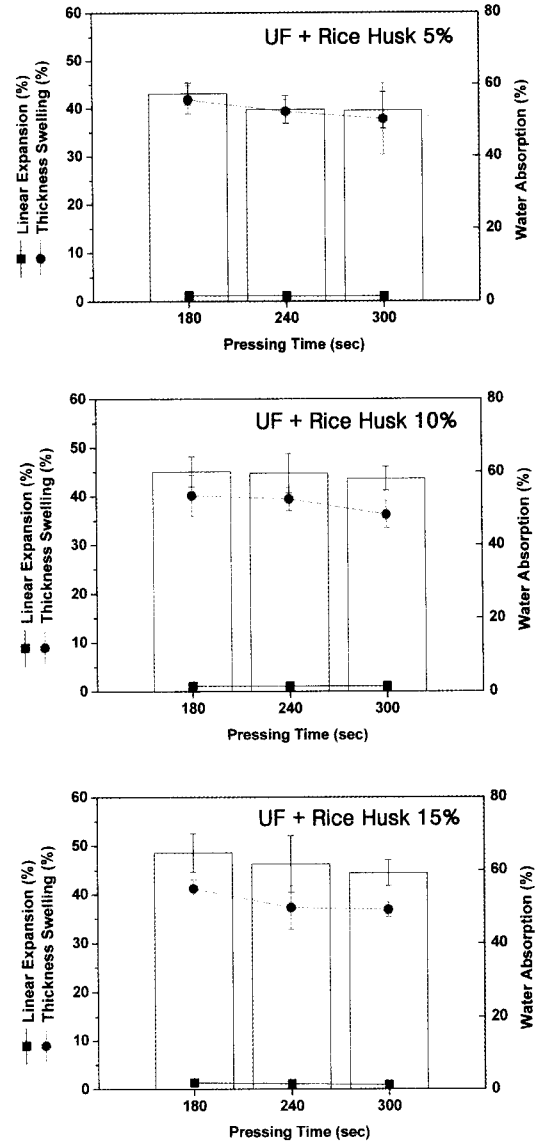 UF + Rice Husk 5%
Linear Expansion (%)
Thickness Swelling (%)
60
50
40
30
20
10
0
80
60
40
20
0
Water Absorption (%)
180 240 300
Pressing Time (sec)
UF + Rice Husk 10%
Linear Expansion (%)
Thickness Swelling (%)
60
50
40
30
20
10
0
80
60
40
20
0
Water Absorption (%)
180 240 300
Pressing Time (sec)
UF + Rice Husk 15%
Linear Expansion (%)
Thickness Swelling (%)
60
50
40
30
20
10
0
80
60
40
20
0
Water Absorption (%)
180 240 300
Pressing Time (sec)